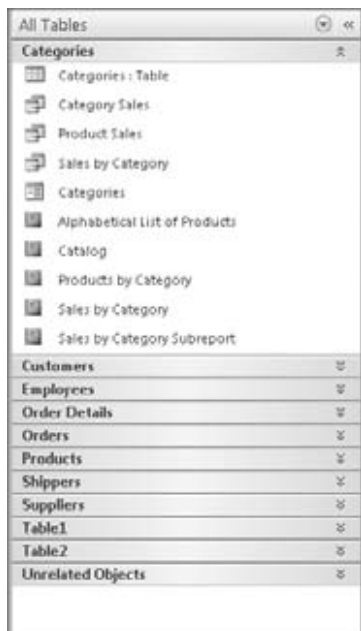 All Tables
Categories
Categories : Table
Category Sales
Product Sales
Sales by Category
Categories
Alphabetical List of Products
Catalog
Products by Category
Sales by Category
Sales by Category Subreport
Customers
Employees
Order Details
Orders
Products
Shippers
Suppliers
Table1
Table2
Unrelated Objects